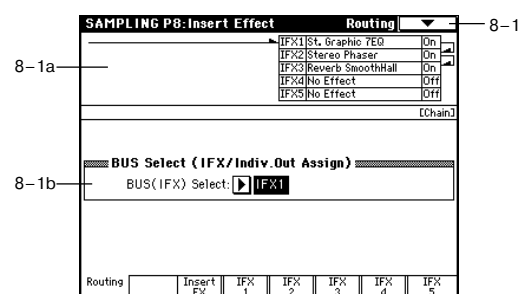 SAMPLING P8:Insert Effect Routing
8-1
IFX1 St. Graphic 7EQ On
IFX2 Stereo Phaser On
8-1a
IFX3 Reverb SmoothHall On
IFX4 No Effect Off
IFX5 No Effect Off
[Chain]
BUS Select (IFX/Indiv.Out Assign)
8-1b
BUS(IFX) Select: IFX1
Routing Insert FX IFX 1 IFX 2 IFX 3 IFX 4 IFX 5